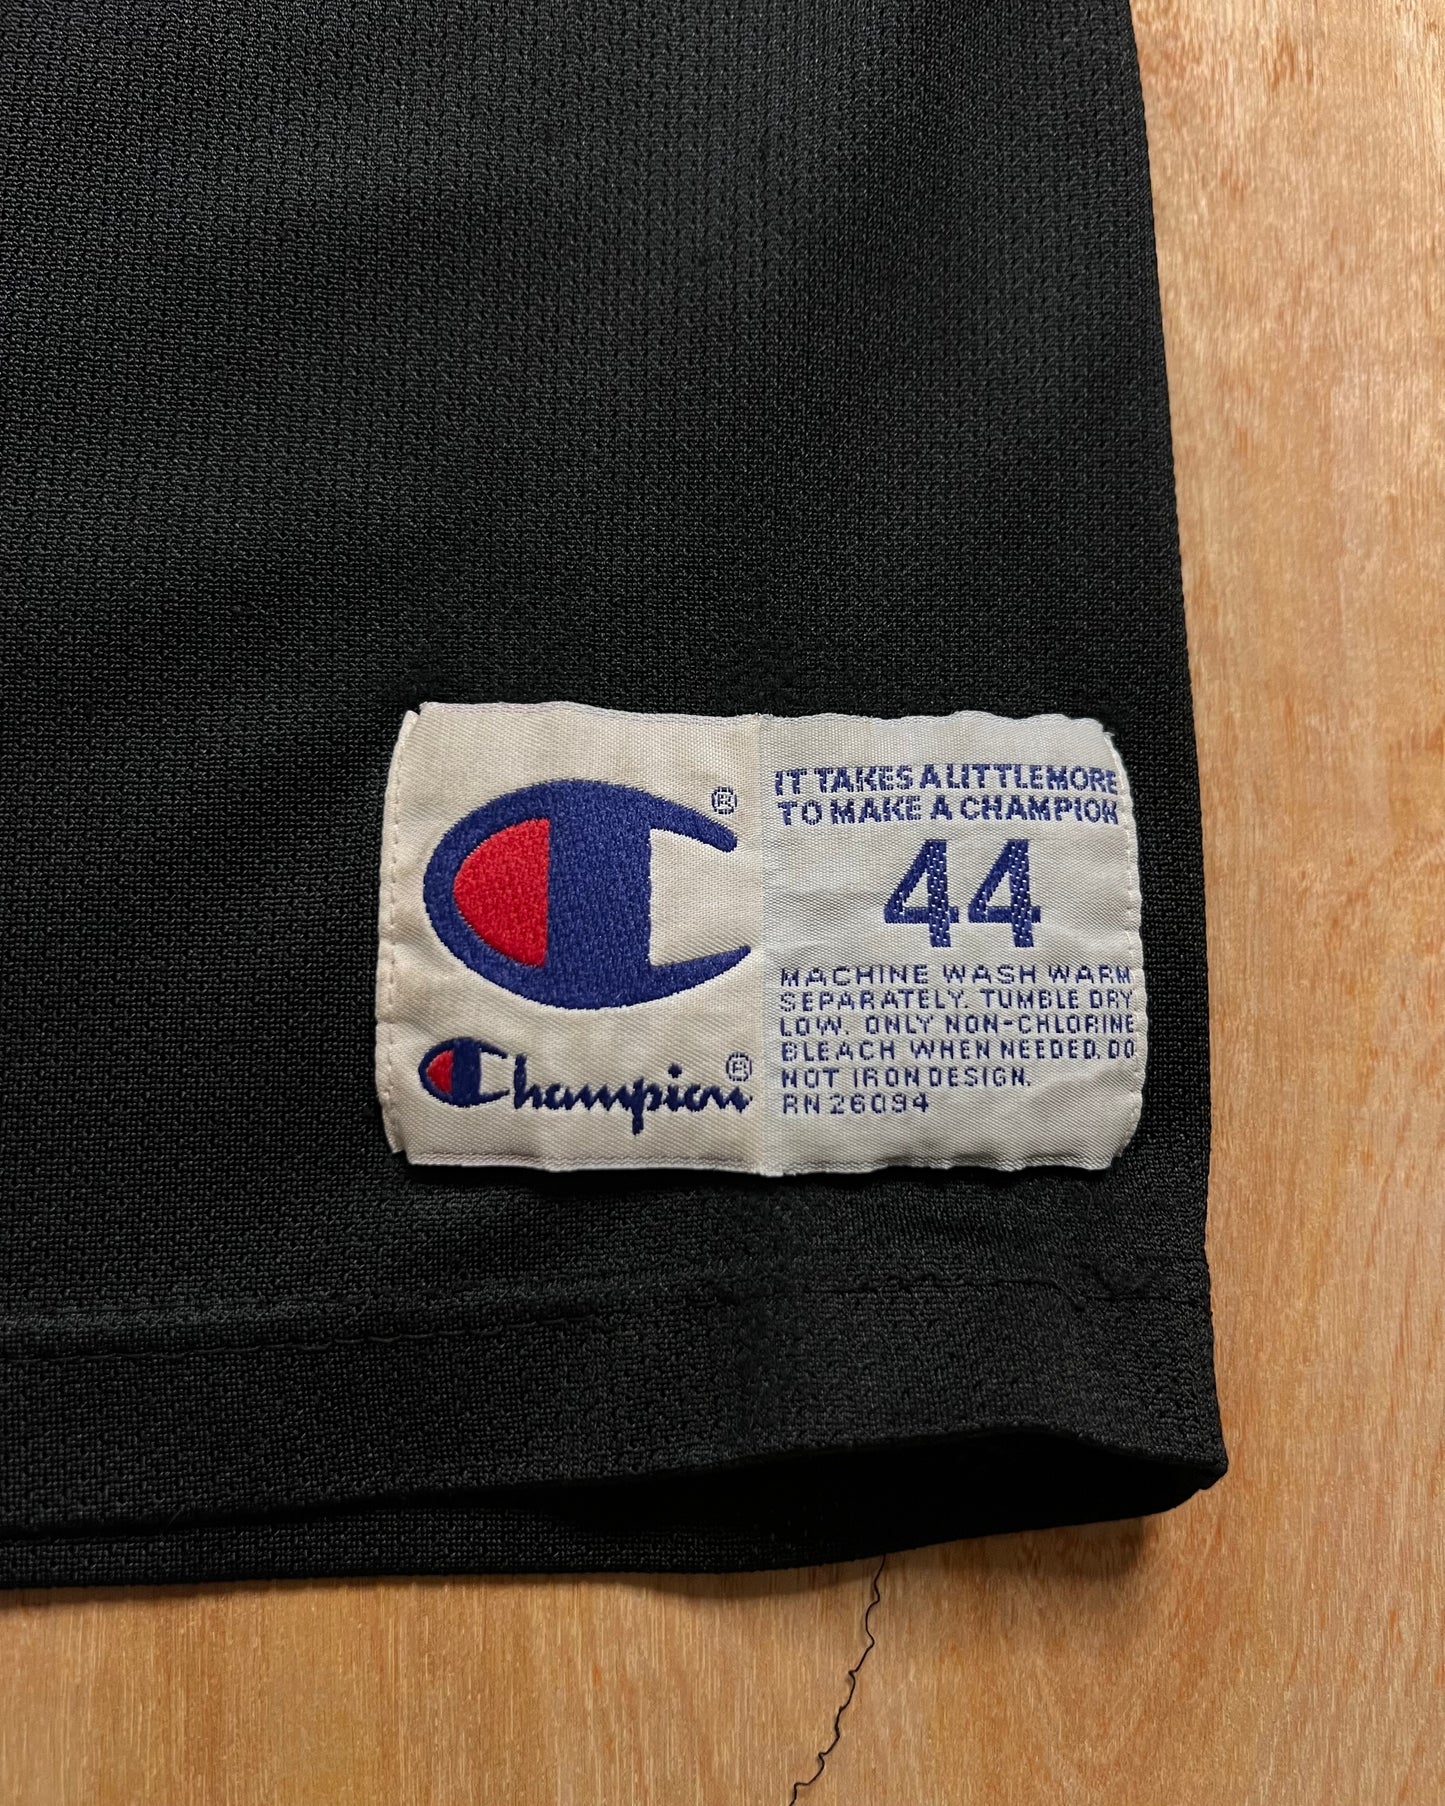 ®
Champion®
IT TAKES A LITTLE MORE
TO MAKE A CHAMPION
44
MACHINE WASH WARM
SEPARATELY. TUMBLE DRY
LOW. ONLY NON-CHLORINE
BLEACH WHEN NEEDED. DO
NOT IRON DESIGN.
RN 26094